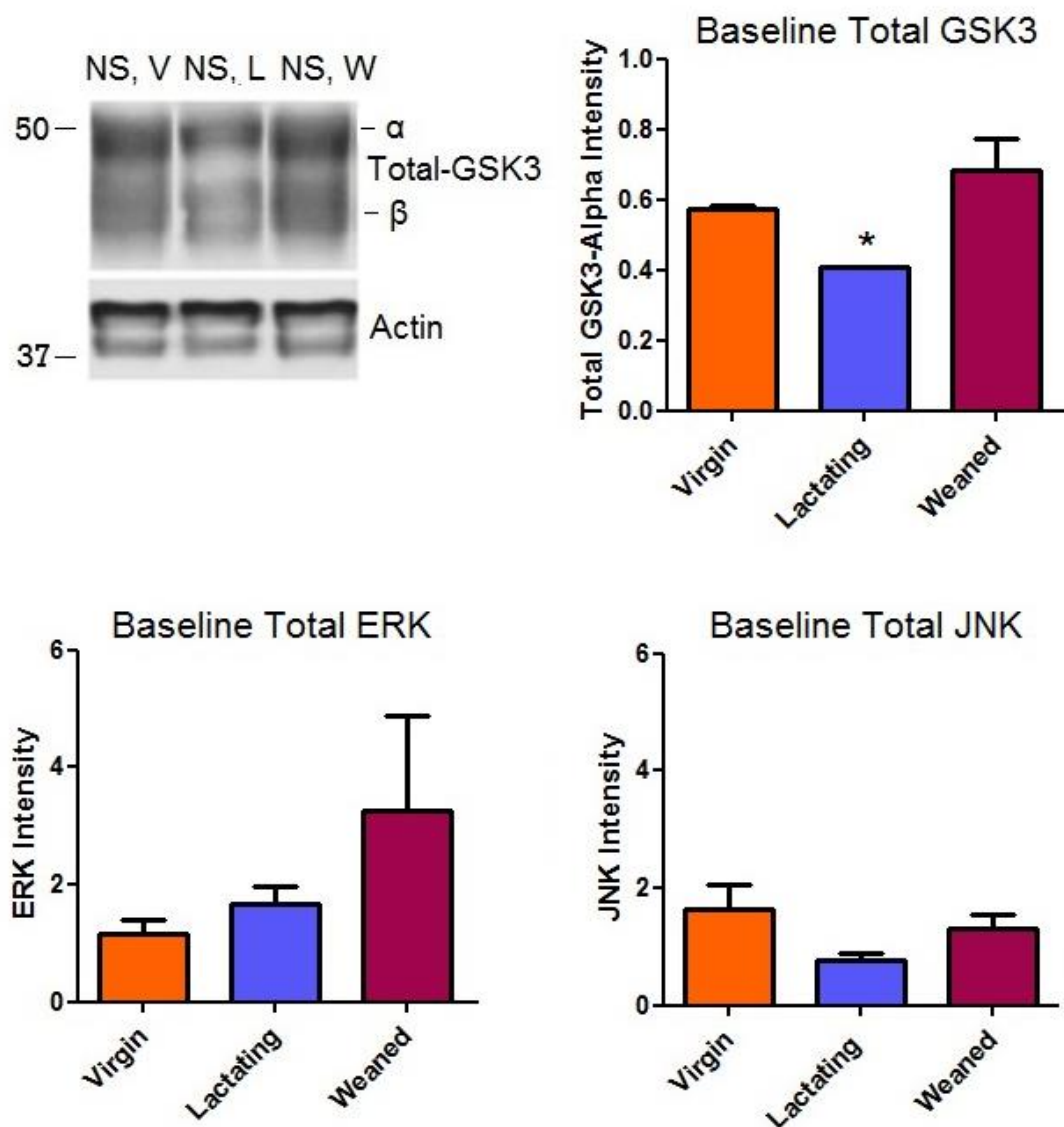 NS, V NS, L NS, W
50
α
Total-GSK3
β
Actin
37
Baseline Total GSK3
Total GSK3-Alpha Intensity
1.0
0.8
0.6
0.4
0.2
0.0
*
Virgin
Lactating
Weaned
Baseline Total ERK
ERK Intensity
6
4
2
0
Virgin
Lactating
Weaned
Baseline Total JNK
JNK Intensity
6
4
2
0
Virgin
Lactating
Weaned